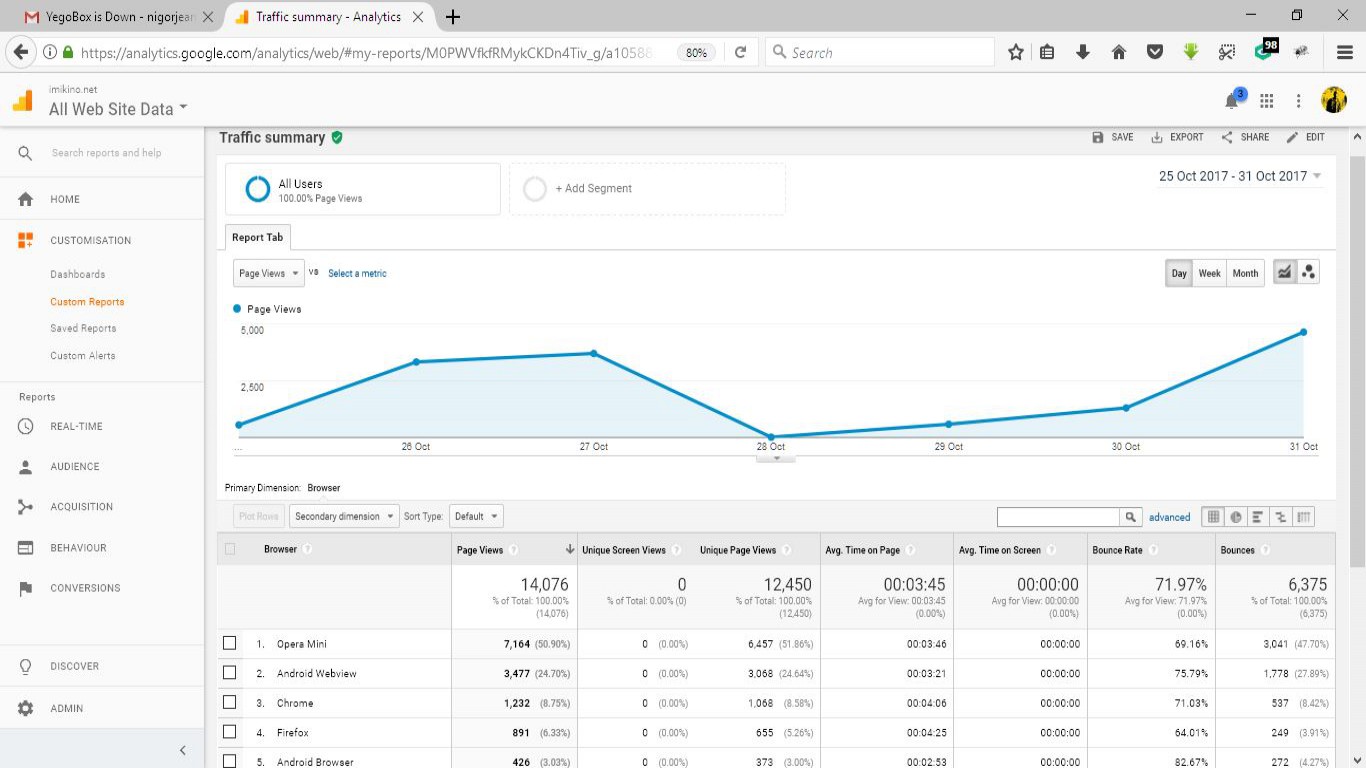 YegoBox is Down - nigorjean
Traffic summary - Analytics
https://analytics.google.com/analytics/web/#my-reports/M0PWVfkfRMykCKDn4Tiv_g/a10588
80%
Search
98
imikino.net
All Web Site Data
3
Search reports and help
HOME
CUSTOMISATION
Dashboards
Custom Reports
Saved Reports
Custom Alerts
Reports
REAL-TIME
AUDIENCE
ACQUISITION
BEHAVIOUR
CONVERSIONS
DISCOVER
ADMIN
Traffic summary
SAVE EXPORT SHARE EDIT
All Users
100.00% Page Views
+ Add Segment
25 Oct 2017 - 31 Oct 2017
Report Tab
Page Views VS Select a metric
Day Week Month
Page Views
5,000
2,500
... 26 Oct 27 Oct 28 Oct 29 Oct 30 Oct 31 Oct
Primary Dimension: Browser
Plot Rows Secondary dimension Sort Type: Default advanced
Browser ? Page Views ? Unique Screen Views ? Unique Page Views ? Avg. Time on Page ? Avg. Time on Screen ? Bounce Rate ? Bounces ?
14,076 0 12,450 00:03:45 00:00:00 71.97% 6,375
% of Total: 100.00% % of Total: 0.00% (0) % of Total: 100.00% Avg for View: 00:03:45 Avg for View: 00:00:00 Avg for View: 71.97% % of Total: 100.00%
(14,076) (12,450) (0.00%) (0.00%) (0.00%) (6,375)
1. Opera Mini 7,164 (50.90%) 0 (0.00%) 6,457 (51.86%) 00:03:46 00:00:00 69.16% 3,041 (47.70%)
2. Android Webview 3,477 (24.70%) 0 (0.00%) 3,068 (24.64%) 00:03:21 00:00:00 75.79% 1,778 (27.89%)
3. Chrome 1,232 (8.75%) 0 (0.00%) 1,068 (8.58%) 00:04:06 00:00:00 71.03% 537 (8.42%)
4. Firefox 891 (6.33%) 0 (0.00%) 655 (5.26%) 00:04:25 00:00:00 64.01% 249 (3.91%)
5. Android Browser 426 (3.03%) 0 (0.00%) 373 (3.00%) 00:02:53 00:00:00 82.67% 272 (4.27%)